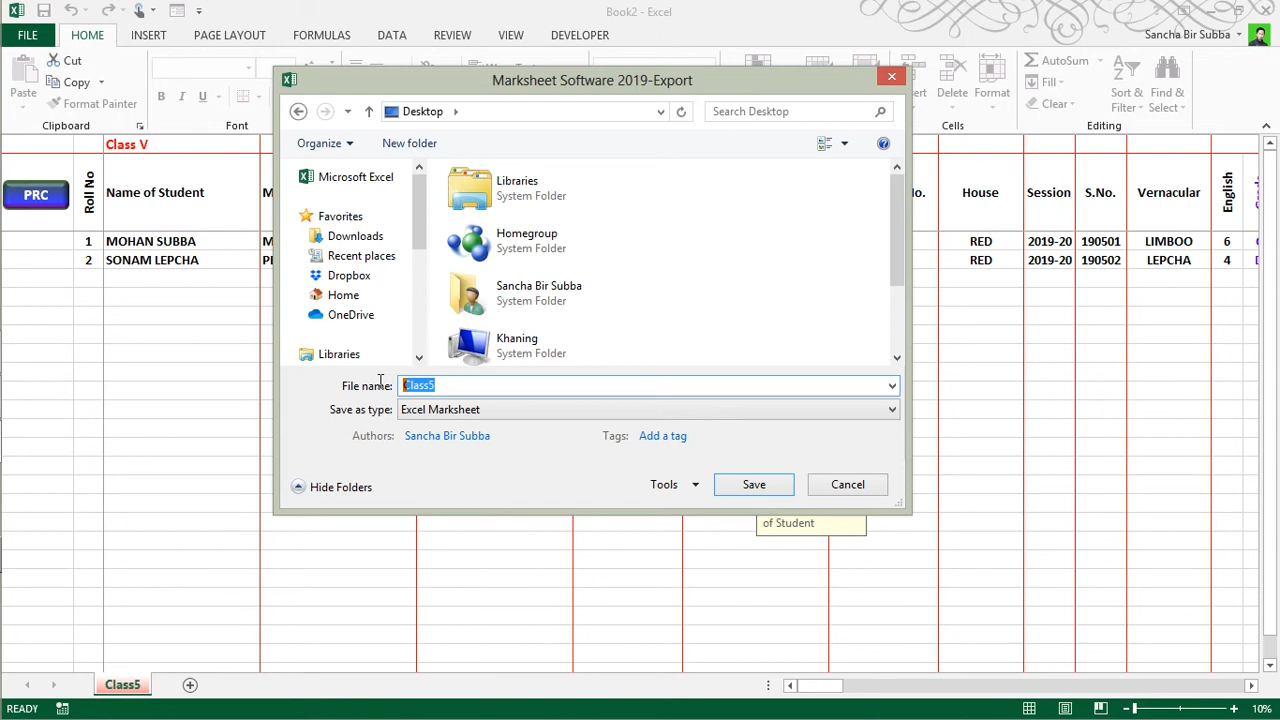 Book2 - Excel
FILE HOME INSERT PAGE LAYOUT FORMULAS DATA REVIEW VIEW DEVELOPER Sancha Bir Subba
Paste
Cut
Copy
Format Painter
B I U
AutoSum
Fill
Clear
Delete Format
Sort & Filter
Find & Select
Clipboard Font Cells Editing
Marksheet Software 2019-Export
Desktop
Search Desktop
Organize New folder
Microsoft Excel
Favorites
Downloads
Recent places
Dropbox
Home
OneDrive
Libraries
Libraries
System Folder
Homegroup
System Folder
Sancha Bir Subba
System Folder
Khaning
System Folder
File name: Class5
Save as type: Excel Marksheet
Authors: Sancha Bir Subba Tags: Add a tag
Hide Folders Tools Save Cancel
of Student
Class V
PRC Roll No Name of Student House Session S.No. Vernacular English
1 MOHAN SUBBA RED 2019-20 190501 LIMBOO 6
2 SONAM LEPCHA RED 2019-20 190502 LEPCHA 4
Class5
READY 10%